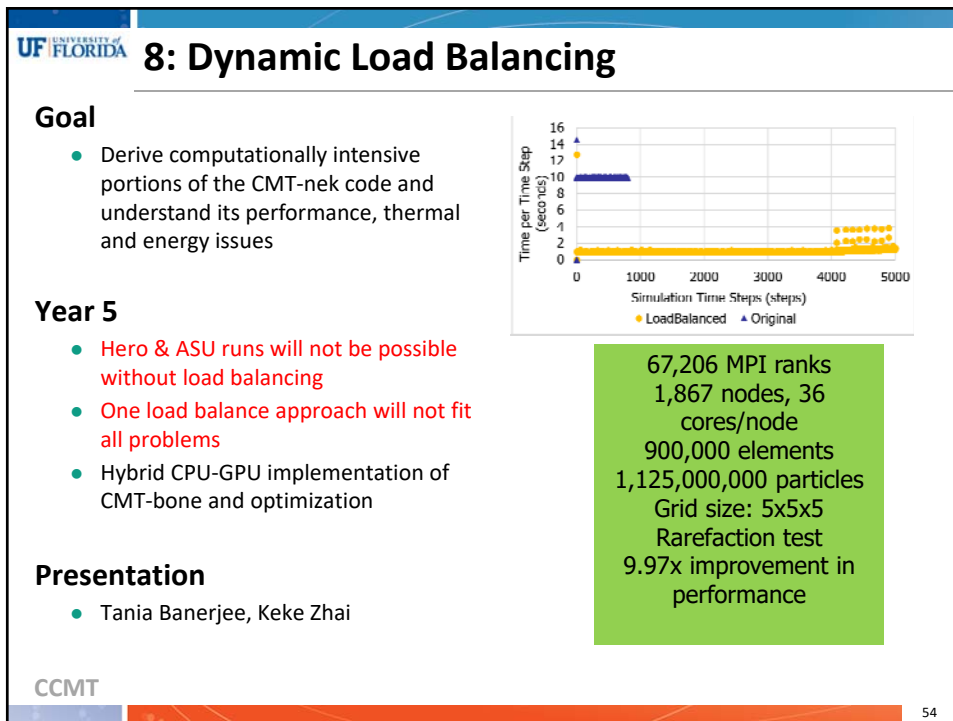 UF UNIVERSITY of FLORIDA
8: Dynamic Load Balancing
Goal
● Derive computationally intensive
portions of the CMT-nek code and
understand its performance, thermal
and energy issues
Year 5
● Hero & ASU runs will not be possible
without load balancing
● One load balance approach will not fit
all problems
● Hybrid CPU-GPU implementation of
CMT-bone and optimization
Presentation
● Tania Banerjee, Keke Zhai
Time per Time Step
(seconds)
16
14
12
10
8
6
4
2
0
0 1000 2000 3000 4000 5000
Simulation Time Steps (steps)
● LoadBalanced ▲ Original
67,206 MPI ranks
1,867 nodes, 36
cores/node
900,000 elements
1,125,000,000 particles
Grid size: 5x5x5
Rarefaction test
9.97x improvement in
performance
CCMT
54